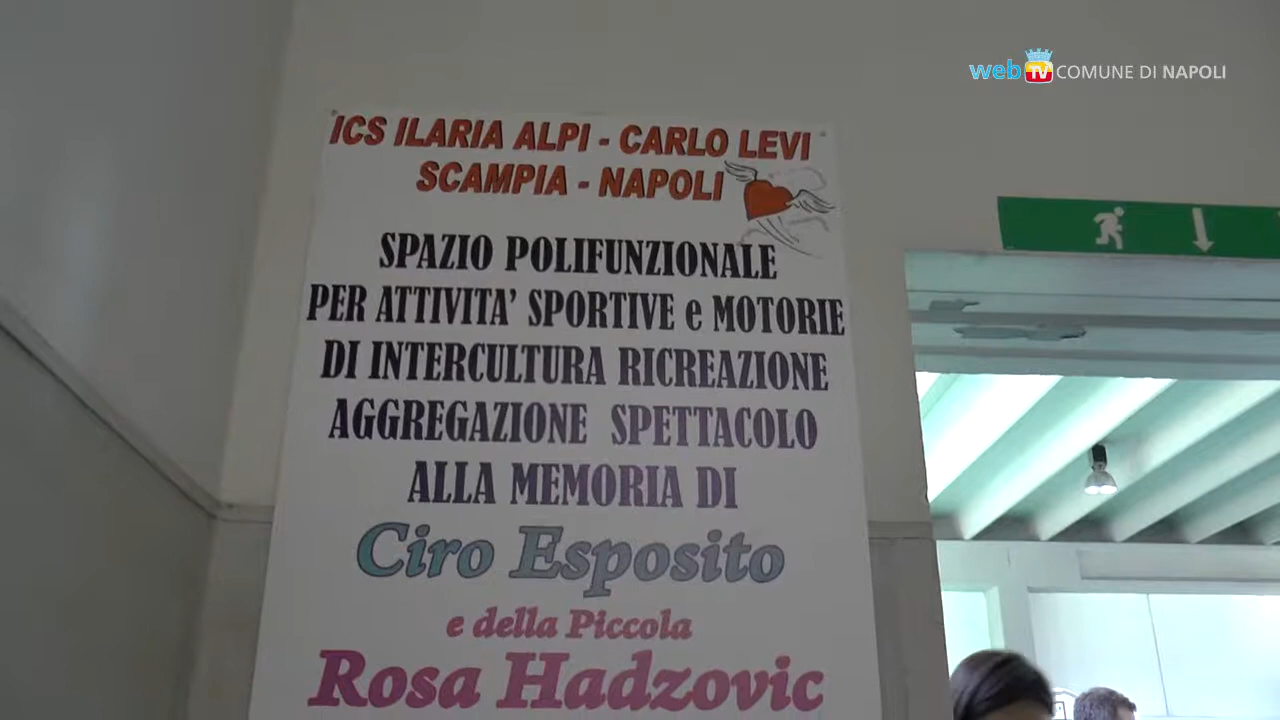 web TV COMUNE DI NAPOLI
ICS ILARIA ALPI - CARLO LEVI
SCAMPIA - NAPOLI
SPAZIO POLIFUNZIONALE
PER ATTIVITA' SPORTIVE e MOTORIE
DI INTERCULTURA RICREAZIONE
AGGREGAZIONE SPETTACOLO
ALLA MEMORIA DI
Ciro Esposito
e della Piccola
Rosa Hadzovic